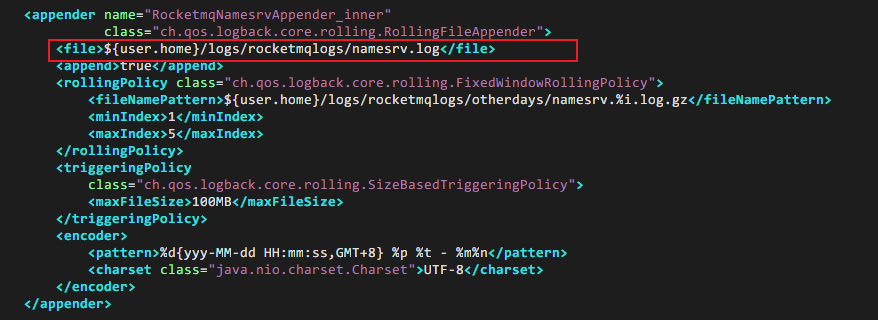 <appender name="RocketmqNamesrvAppender_inner"
          class="ch.qos.logback.core.rolling.RollingFileAppender">
    <file>${user.home}/logs/rocketmqlogs/namesrv.log</file>
    <append>true</append>
    <rollingPolicy class="ch.qos.logback.core.rolling.FixedWindowRollingPolicy">
        <fileNamePattern>${user.home}/logs/rocketmqlogs/otherdays/namesrv.%i.log.gz</fileNamePattern>
        <minIndex>1</minIndex>
        <maxIndex>5</maxIndex>
    </rollingPolicy>
    <triggeringPolicy
        class="ch.qos.logback.core.rolling.SizeBasedTriggeringPolicy">
        <maxFileSize>100MB</maxFileSize>
    </triggeringPolicy>
    <encoder>
        <pattern>%d{yyy-MM-dd HH:mm:ss,GMT+8} %p %t - %m%n</pattern>
        <charset class="java.nio.charset.Charset">UTF-8</charset>
    </encoder>
</appender>